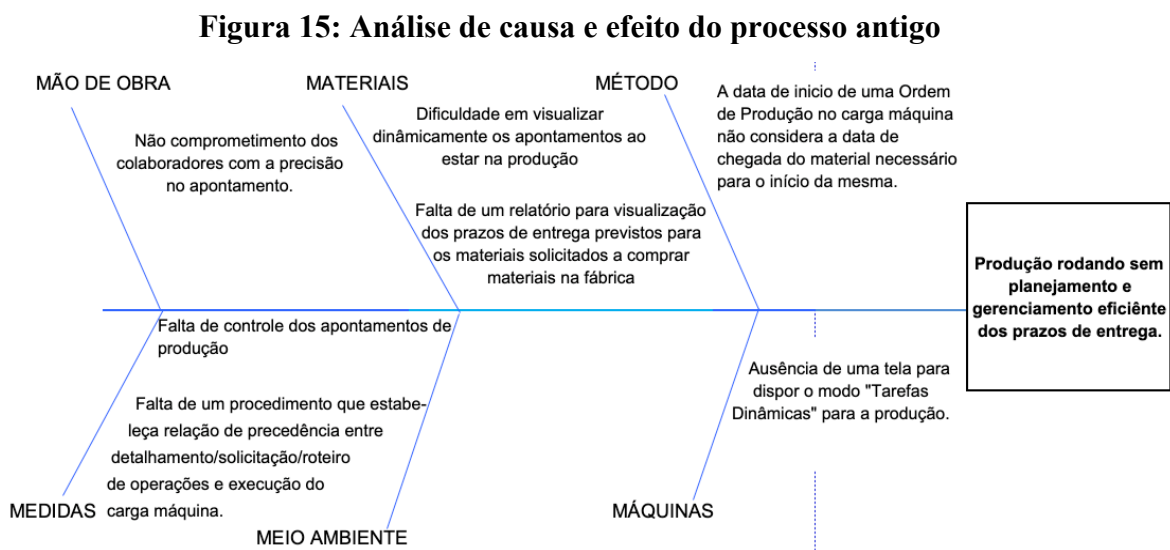 Figura 15: Análise de causa e efeito do processo antigo
MÃO DE OBRA
Não comprometimento dos
colaboradores com a precisão
no apontamento.
MATERIAIS
Dificuldade em visualizar
dinâmicamente os apontamentos ao
estar na produção
Falta de um relatório para visualização
dos prazos de entrega previstos para
os materiais solicitados a comprar
materiais na fábrica
MÉTODO
A data de inicio de uma Ordem
de Produção no carga máquina
não considera a data de
chegada do material necessário
para o início da mesma.
Produção rodando sem
planejamento e
gerenciamento eficiênte
dos prazos de entrega.
Falta de controle dos apontamentos de
produção
Falta de um procedimento que estabe-
leça relação de precedência entre
detalhamento/solicitação/roteiro
de operações e execução do
carga máquina.
MEDIDAS
MEIO AMBIENTE
Ausência de uma tela para
dispor o modo "Tarefas
Dinâmicas" para a produção.
MÁQUINAS